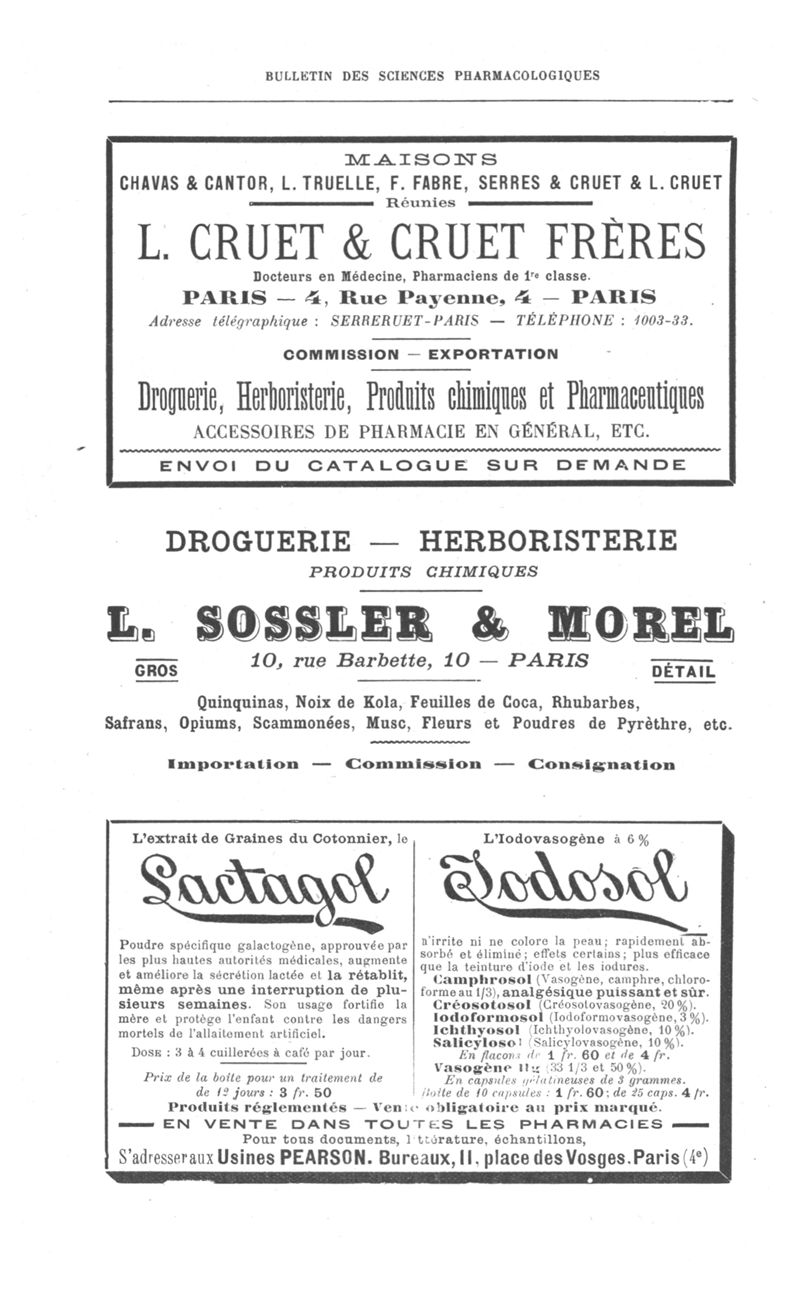 BULLETIN DES SCIENCES PHARMACOLOGIQUES
MAISONS
CHAVAS & CANTOR, L. TRUELLE, F. FABRE, SERRES & CRUET & L. CRUET
Réunies
L. CRUET & CRUET FRÈRES
Docteurs en Médecine, Pharmaciens de 1re classe.
PARIS — 4, Rue Payenne, 4 — PARIS
Adresse télégraphique : SERRERUET-PARIS — TÉLÉPHONE : 1003-33.
COMMISSION — EXPORTATION
Droguerie, Herboristerie, Produits chimiques et Pharmaceutiques
ACCESSOIRES DE PHARMACIE EN GÉNÉRAL, ETC.
ENVOI DU CATALOGUE SUR DEMANDE
DROGUERIE — HERBORISTERIE
PRODUITS CHIMIQUES
L. SOSSLER & MOREL
GROS
10, rue Barbette, 10 — PARIS
DÉTAIL
Quinquinas, Noix de Kola, Feuilles de Coca, Rhubarbes,
Safrans, Opiums, Scammonées, Musc, Fleurs et Poudres de Pyrèthre, etc.
Importation — Commission — Consignation
L'extrait de Graines du Cotonnier, le
Lactagol
Poudre spécifique galactogène, approuvée par
les plus hautes autorités médicales, augmente
et améliore la sécrétion lactée et la rétablit,
même après une interruption de plu-
sieurs semaines. Son usage fortifie la
mère et protège l'enfant contre les dangers
mortels de l'allaitement artificiel.
DOSE : 3 à 4 cuillerées à café par jour.
Prix de la boîte pour un traitement de
de 12 jours : 3 fr. 50
L'Iodovasogène à 6 %
Iodosol
n'irrite ni ne colore la peau; rapidement ab-
sorbé et éliminé; effets certains; plus efficace
que la teinture d'iode et les iodures.
Camphrosol (Vasogène, camphre, chloro-
forme au 1/3), analgésique puissant et sûr.
Créosotosol (Créosotovasogène, 20 %).
Iodoformosol (Iodoformovasogène, 3 %).
Ichthyosol (Ichthyolovasogène, 10 %).
Salicylosol (Salicylovasogène, 10 %).
En flacons de 1 fr. 60 et de 4 fr.
Vasogène Hg (33 1/3 et 50 %).
En capsules gélatineuses de 3 grammes.
Boîte de 10 capsules : 1 fr. 60; de 25 caps. 4 fr.
Produits réglementés — Vente obligatoire au prix marqué.
EN VENTE DANS TOUTES LES PHARMACIES
Pour tous documents, littérature, échantillons,
S'adresser aux Usines PEARSON. Bureaux, 11, place des Vosges. Paris (4e)